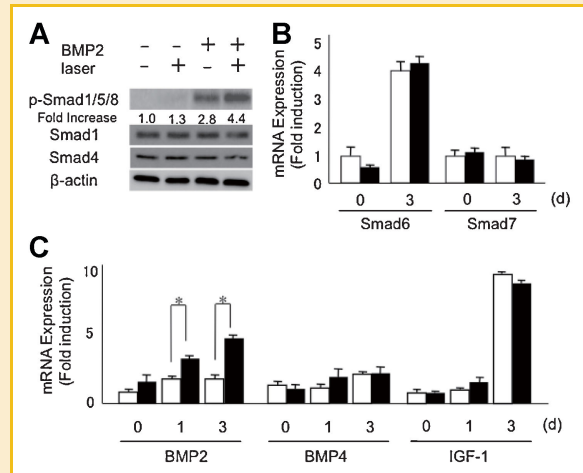 A
BMP2 - - + +
laser - + - +
p-Smad1/5/8
Fold Increase 1.0 1.3 2.8 4.4
Smad1
Smad4
β-actin
B
mRNA Expression
(Fold induction)
5
4
3
2
1
0
0 3 0 3 (d)
Smad6 Smad7
C
mRNA Expression
(Fold induction)
10
5
0
* *
0 1 3 0 1 3 0 1 3 (d)
BMP2 BMP4 IGF-1